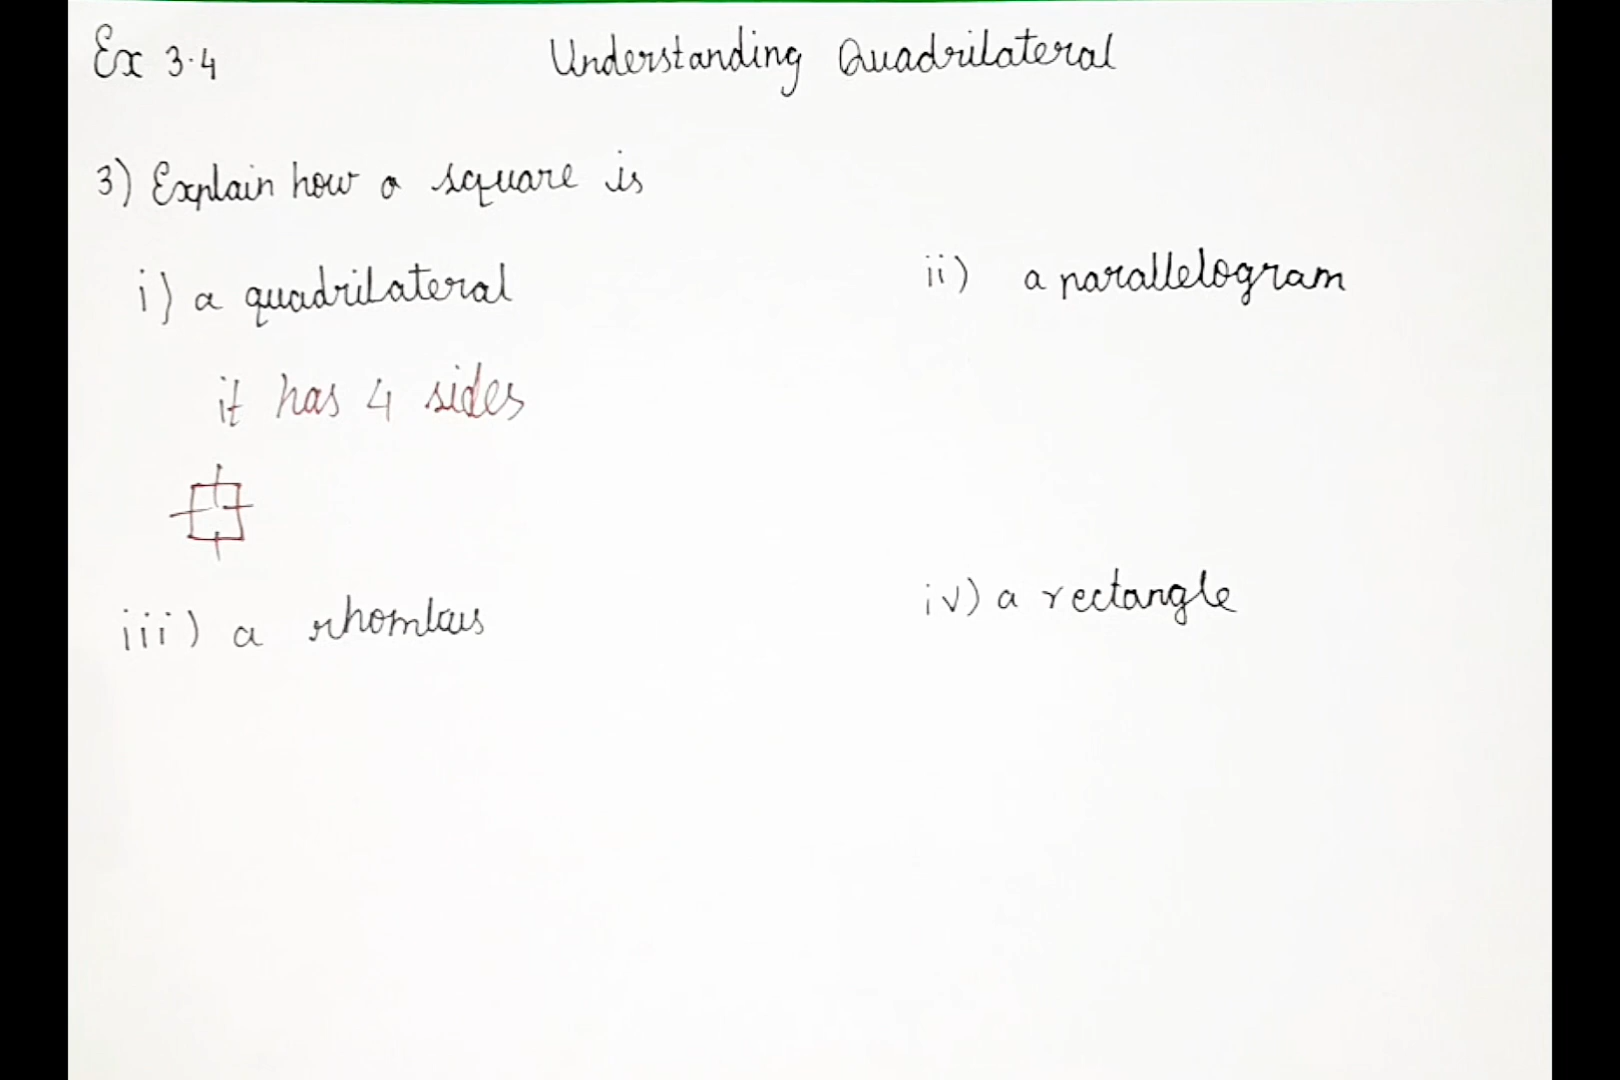 Ex 3.4 Understanding Quadrilateral
3) Explain how a square is
i) a quadrilateral
ii) a parallelogram
it has 4 sides
iii) a rhombus
iv) a rectangle